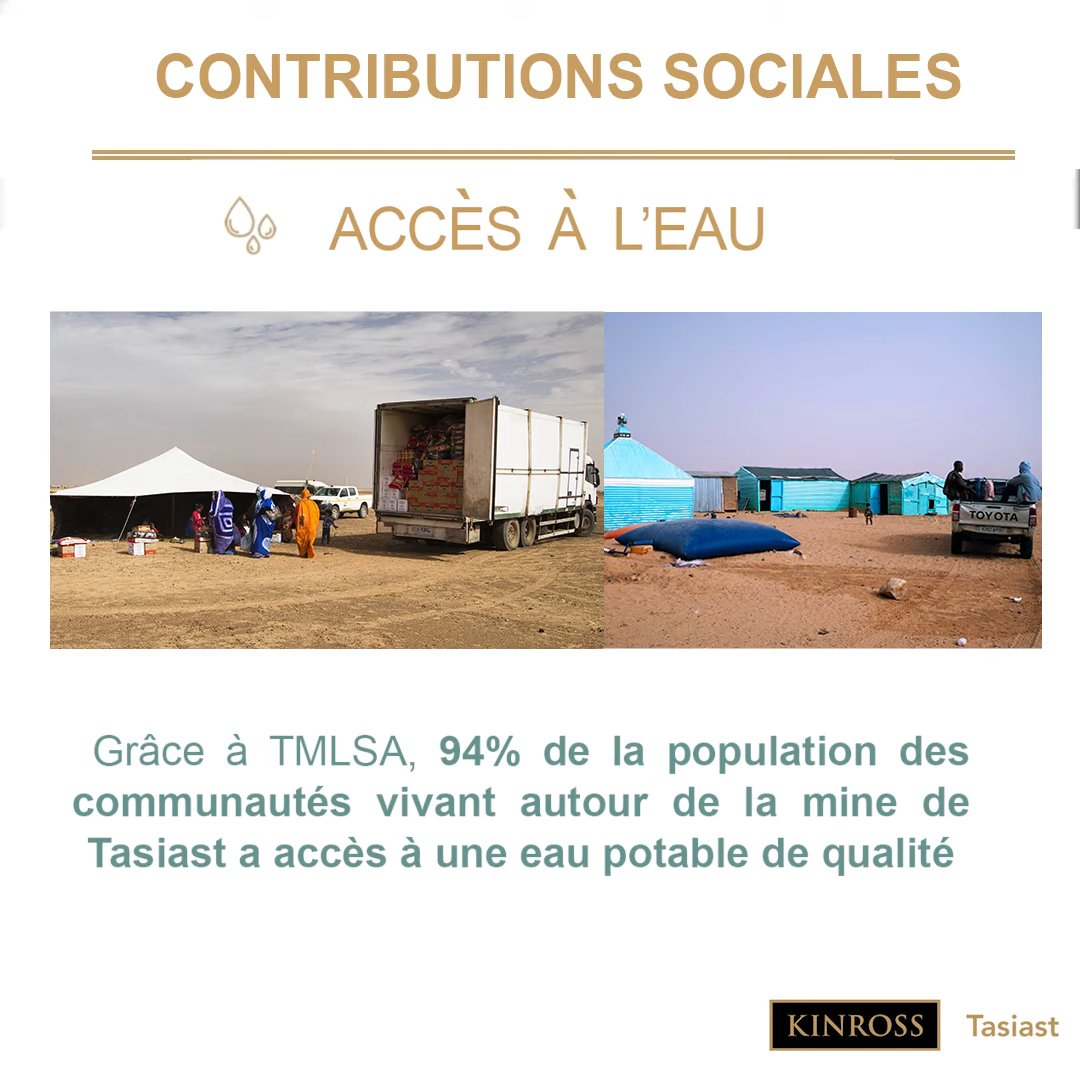 CONTRIBUTIONS SOCIALES
ACCÈS À L’EAU
TOYOTA
Grâce à TMLSA, 94% de la population des
communautés vivant autour de la mine de
Tasiast a accès à une eau potable de qualité
KINROSS Tasiast